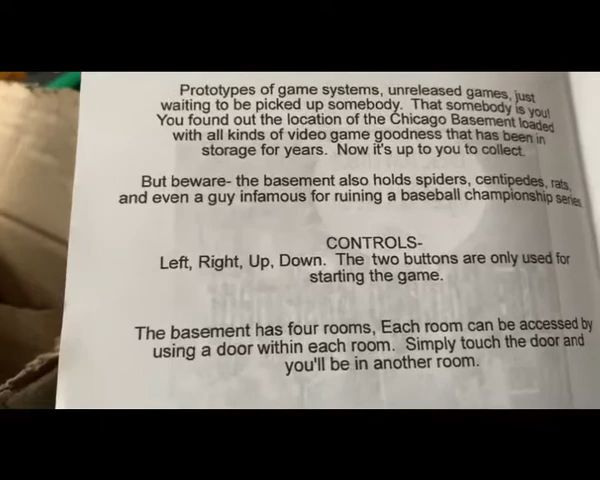 Prototypes of game systems, unreleased games, just
waiting to be picked up somebody. That somebody is you!
You found out the location of the Chicago Basement loaded
with all kinds of video game goodness that has been in
storage for years. Now it's up to you to collect.
But beware- the basement also holds spiders, centipedes, rats,
and even a guy infamous for ruining a baseball championship series
CONTROLS-
Left, Right, Up, Down. The two buttons are only used for
starting the game.
The basement has four rooms, Each room can be accessed by
using a door within each room. Simply touch the door and
you'll be in another room.